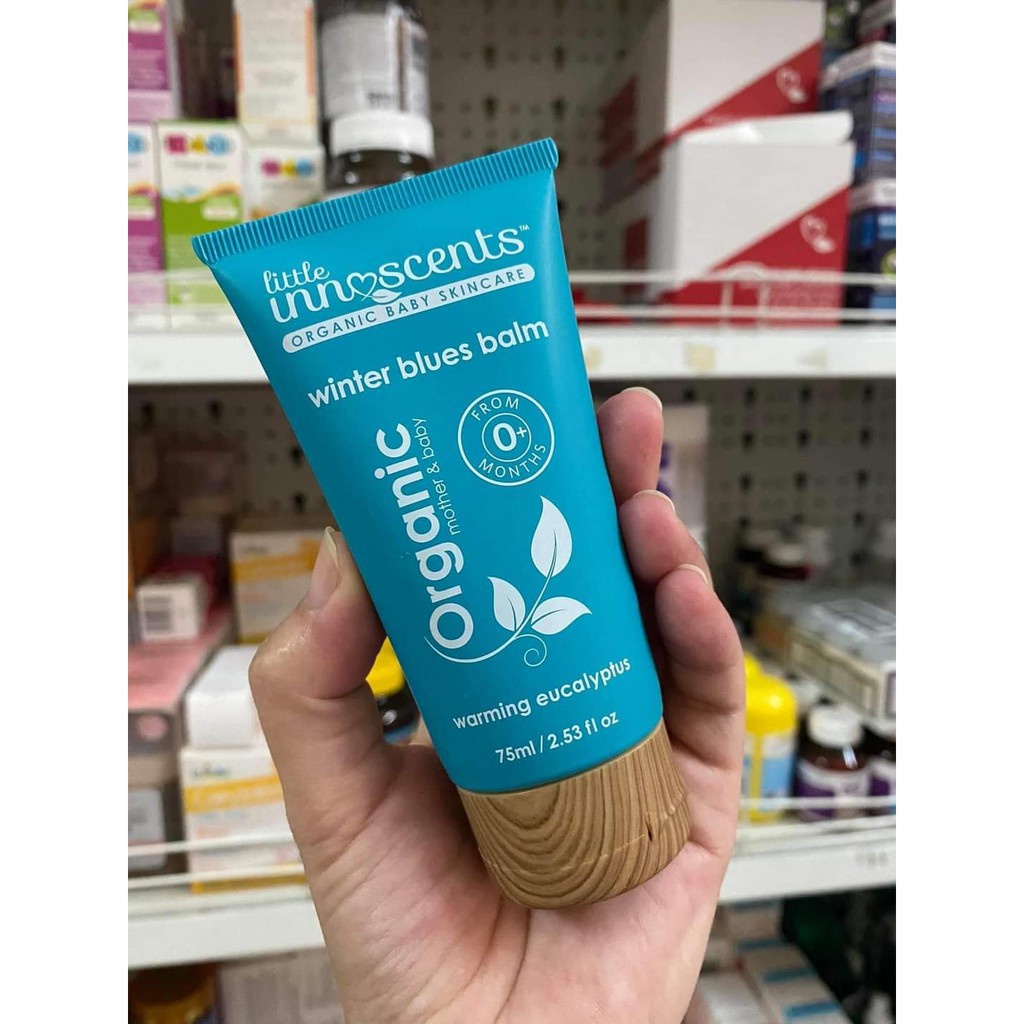 little
innoscents™
ORGANIC BABY SKINCARE
winter blues balm
FROM
0+
MONTHS
Organic
mother & baby
warming eucalyptus
75ml / 2.53 fl oz